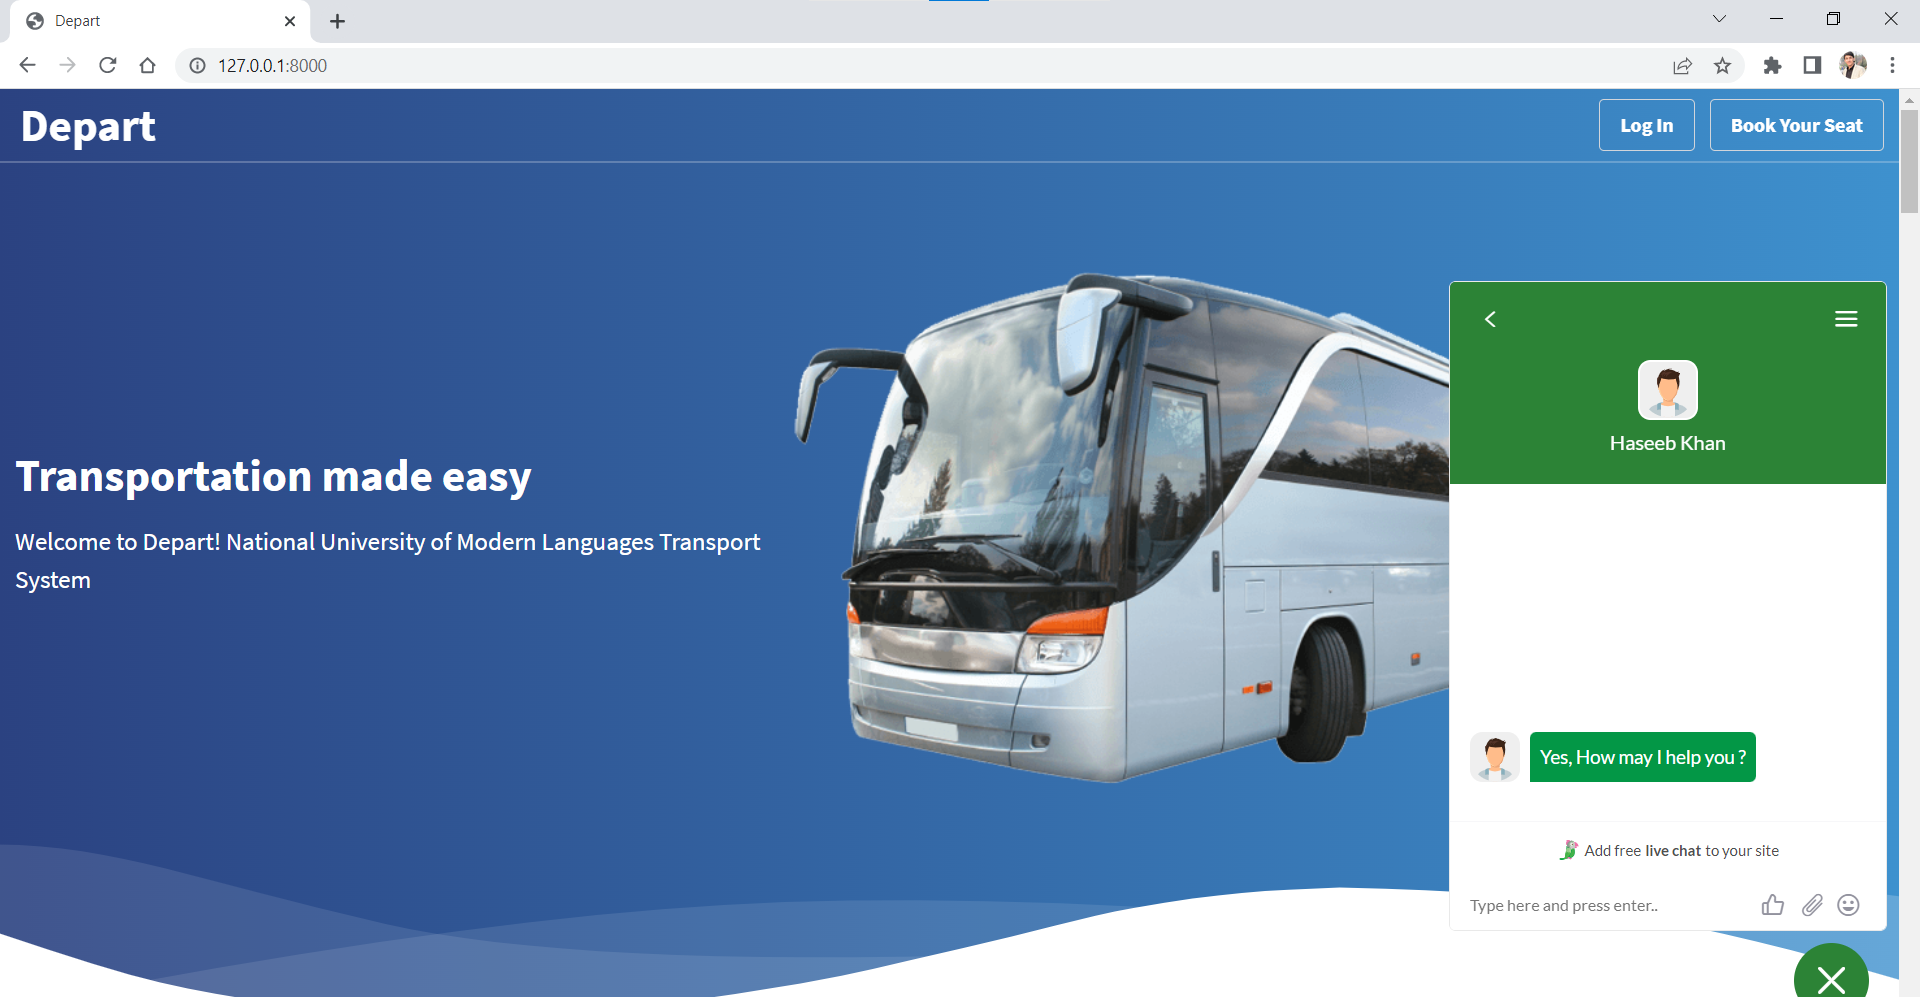 Depart
127.0.0.1:8000
Depart
Log In
Book Your Seat
Transportation made easy
Welcome to Depart! National University of Modern Languages Transport
System
Haseeb Khan
Yes, How may I help you ?
Add free live chat to your site
Type here and press enter..